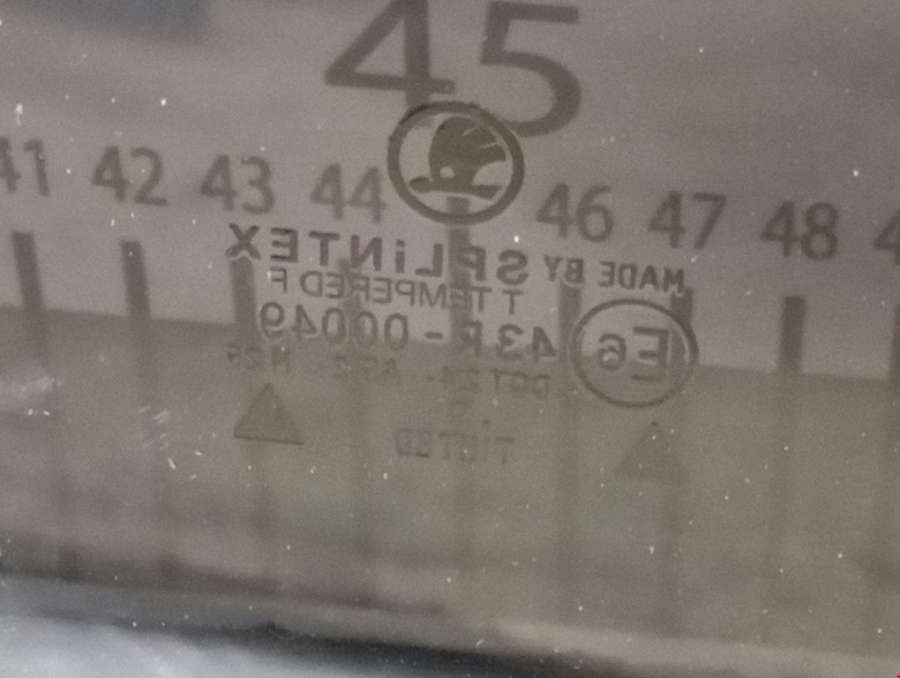 45
41 42 43 44 46 47 48
MADE BY SPLiNTEX
T TEMPERED F
E6 43R - 00049
TINTED